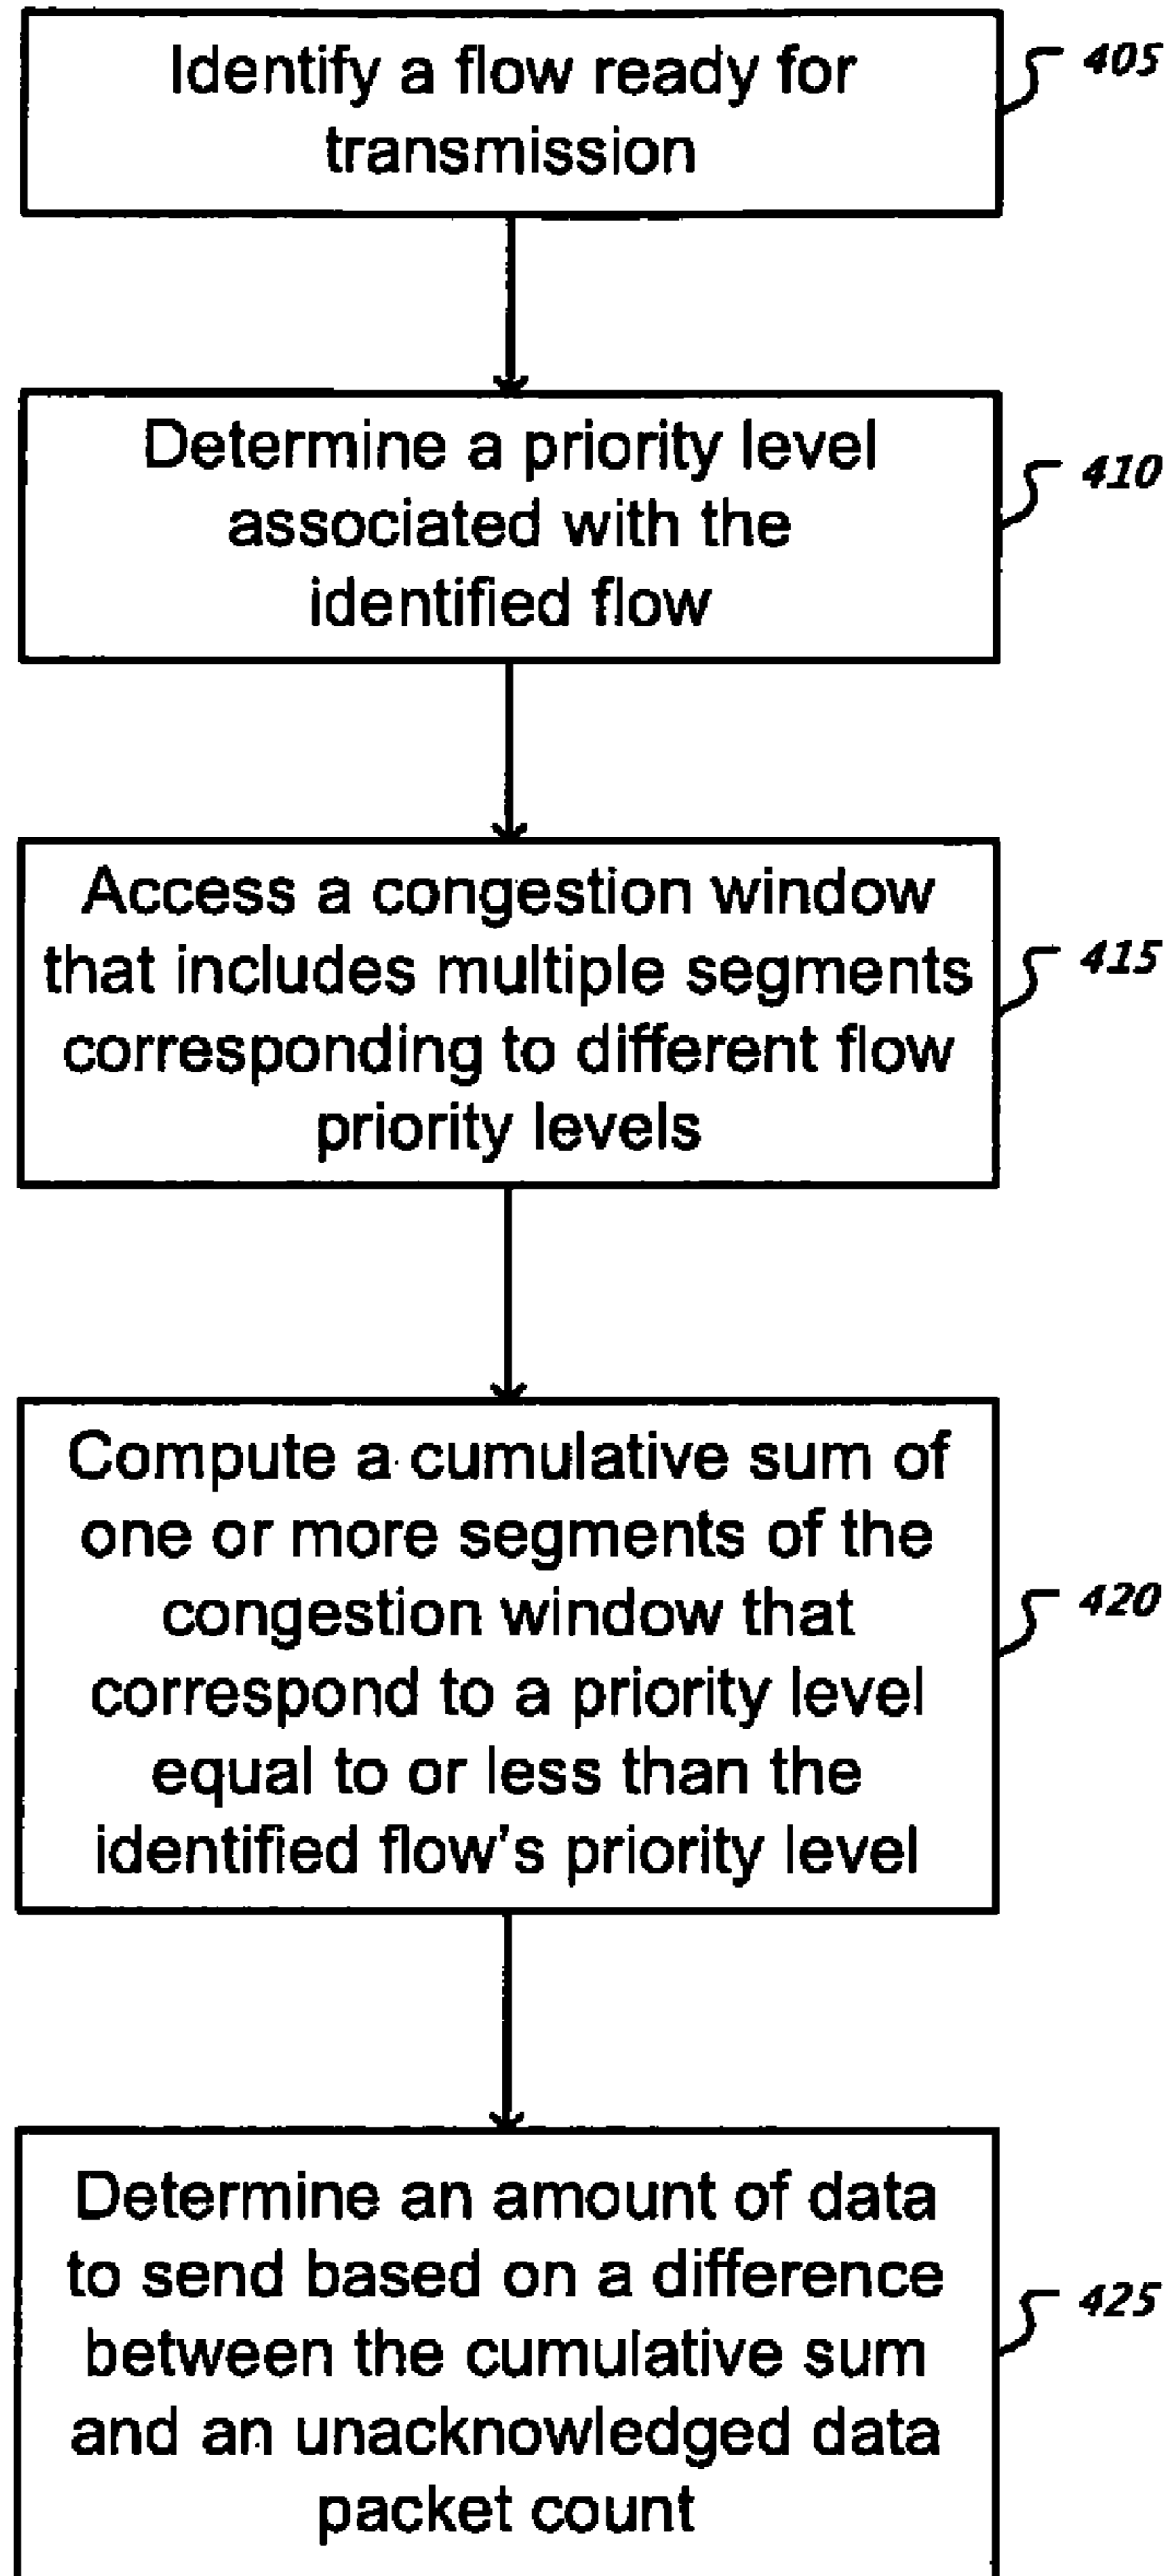 Identify a flow ready for
transmission
405
Determine a priority level
associated with the
identified flow
410
Access a congestion window
that includes multiple segments
corresponding to different flow
priority levels
415
Compute a cumulative sum of
one or more segments of the
congestion window that
correspond to a priority level
equal to or less than the
identified flow's priority level
420
Determine an amount of data
to send based on a difference
between the cumulative sum
and an unacknowledged data
packet count
425